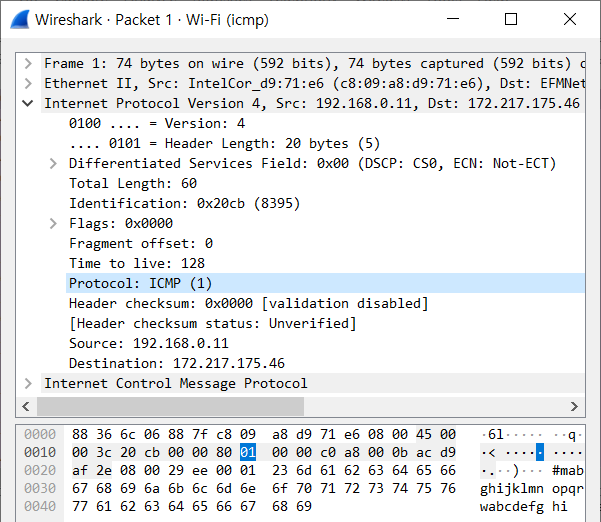 Wireshark · Packet 1 · Wi-Fi (icmp)
Frame 1: 74 bytes on wire (592 bits), 74 bytes captured (592 bits) o
Ethernet II, Src: IntelCor_d9:71:e6 (c8:09:a8:d9:71:e6), Dst: EFMNet
Internet Protocol Version 4, Src: 192.168.0.11, Dst: 172.217.175.46
0100 .... = Version: 4
.... 0101 = Header Length: 20 bytes (5)
Differentiated Services Field: 0x00 (DSCP: CS0, ECN: Not-ECT)
Total Length: 60
Identification: 0x20cb (8395)
Flags: 0x0000
Fragment offset: 0
Time to live: 128
Protocol: ICMP (1)
Header checksum: 0x0000 [validation disabled]
[Header checksum status: Unverified]
Source: 192.168.0.11
Destination: 172.217.175.46
Internet Control Message Protocol
0000 88 36 6c 06 88 7f c8 09 a8 d9 71 e6 08 00 45 00 ·6l····· ··q···E·
0010 00 3c 20 cb 00 00 80 01 00 00 c0 a8 00 0b ac d9 ·< ····· ········
0020 af 2e 08 00 29 ee 00 01 23 6d 61 62 63 64 65 66 ·.··)··· #mabcdef
0030 67 68 69 6a 6b 6c 6d 6e 6f 70 71 72 73 74 75 76 ghijklmn opqrstuv
0040 77 61 62 63 64 65 66 67 68 69 wabcdefg hi